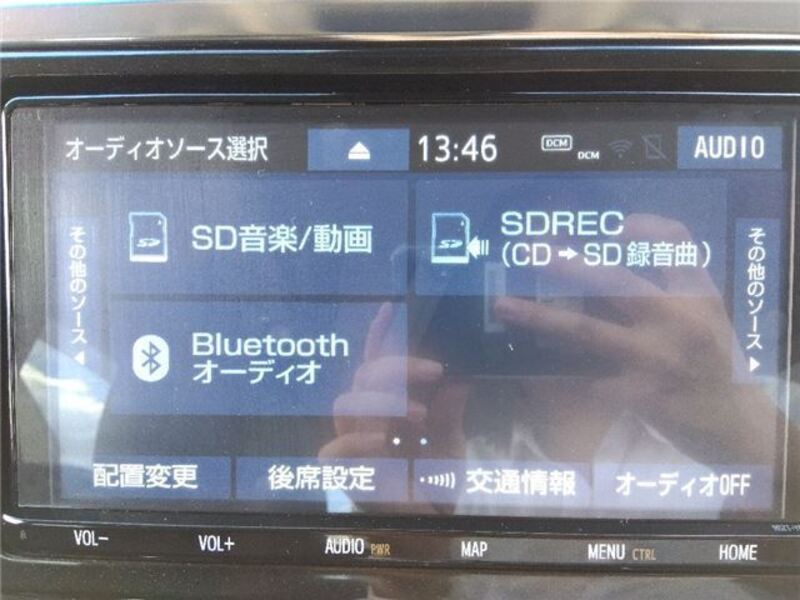 オーディオソース選択
13:46
DCM
DCM
AUDIO
その他のソース
SD
SD音楽/動画
SD
SDREC
(CD➔SD録音曲)
その他のソース
Bluetooth
オーディオ
配置変更
後席設定
交通情報
オーディオOFF
VOL-
VOL+
AUDIO PWR
MAP
MENU CTRL
HOME